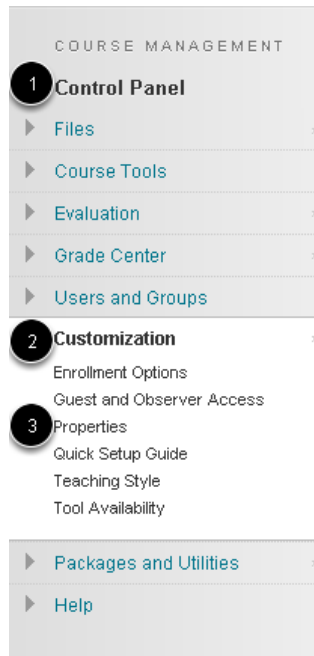 COURSE MANAGEMENT
1 Control Panel
Files
Course Tools
Evaluation
Grade Center
Users and Groups
2 Customization
Enrollment Options
Guest and Observer Access
3 Properties
Quick Setup Guide
Teaching Style
Tool Availability
Packages and Utilities
Help